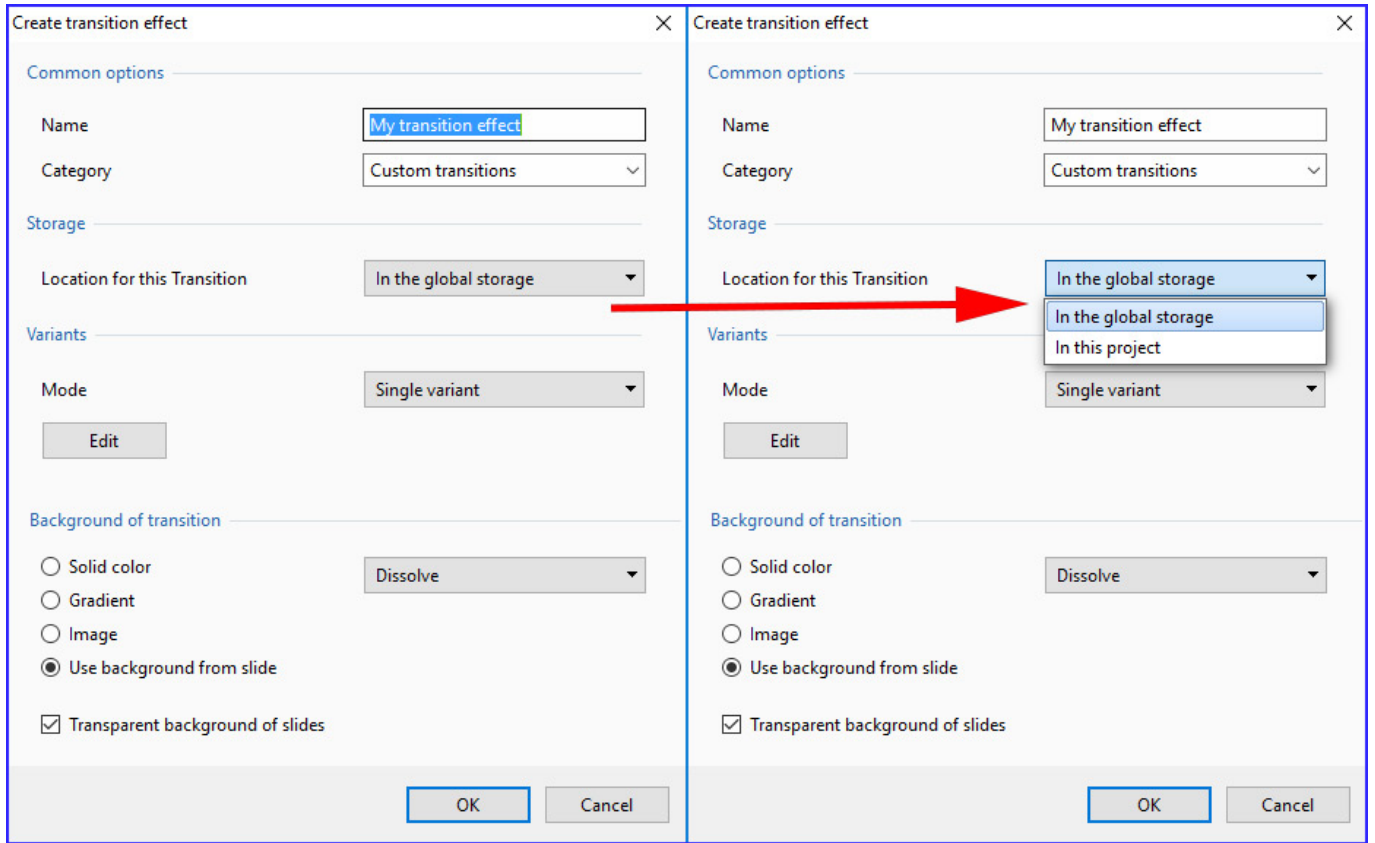 Create transition effect
Common options
Name My transition effect
Category Custom transitions
Storage
Location for this Transition In the global storage
Variants
Mode Single variant
Edit
Background of transition
Solid color Dissolve
Gradient
Image
Use background from slide
Transparent background of slides
OK Cancel
Create transition effect
Common options
Name My transition effect
Category Custom transitions
Storage
Location for this Transition In the global storage
In the global storage
Variants
In this project
Mode Single variant
Edit
Background of transition
Solid color Dissolve
Gradient
Image
Use background from slide
Transparent background of slides
OK Cancel